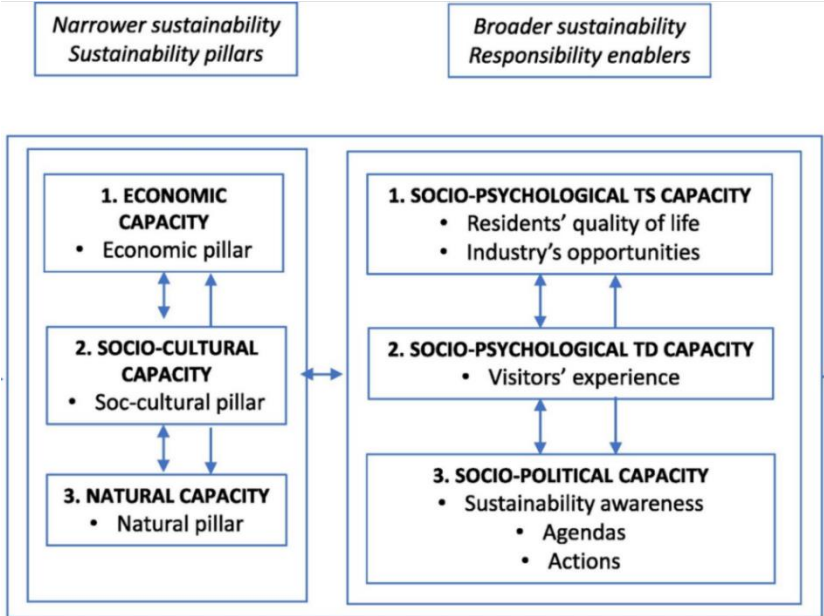 Narrower sustainability
Sustainability pillars
Broader sustainability
Responsibility enablers
1. ECONOMIC
CAPACITY
• Economic pillar
2. SOCIO-CULTURAL
CAPACITY
• Soc-cultural pillar
3. NATURAL CAPACITY
• Natural pillar
1. SOCIO-PSYCHOLOGICAL TS CAPACITY
• Residents’ quality of life
• Industry’s opportunities
2. SOCIO-PSYCHOLOGICAL TD CAPACITY
• Visitors’ experience
3. SOCIO-POLITICAL CAPACITY
• Sustainability awareness
• Agendas
• Actions